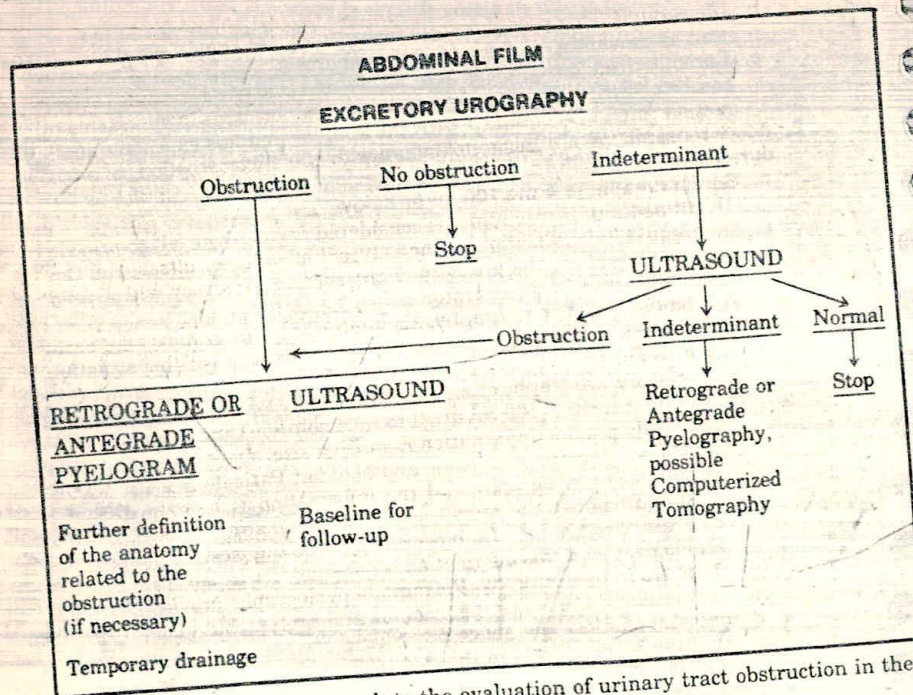 ABDOMINAL FILM
EXCRETORY UROGRAPHY
Obstruction
No obstruction
Indeterminant
Stop
ULTRASOUND
Obstruction
Indeterminant
Normal
Stop
Retrograde or
Antegrade
Pyelography,
possible
Computerized
Tomography
RETROGRADE OR
ANTEGRADE
PYELOGRAM
ULTRASOUND
Further definition
of the anatomy
related to the
obstruction
(if necessary)
Baseline for
follow-up
Temporary drainage
the evaluation of urinary tract obstruction in the